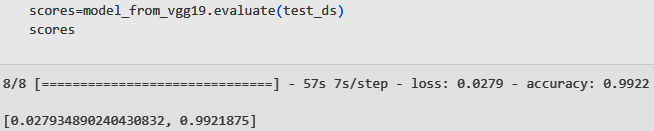 scores=model_from_vgg19.evaluate(test_ds)
scores
8/8 [==============================] - 57s 7s/step - loss: 0.0279 - accuracy: 0.9922
[0.027934890240430832, 0.9921875]